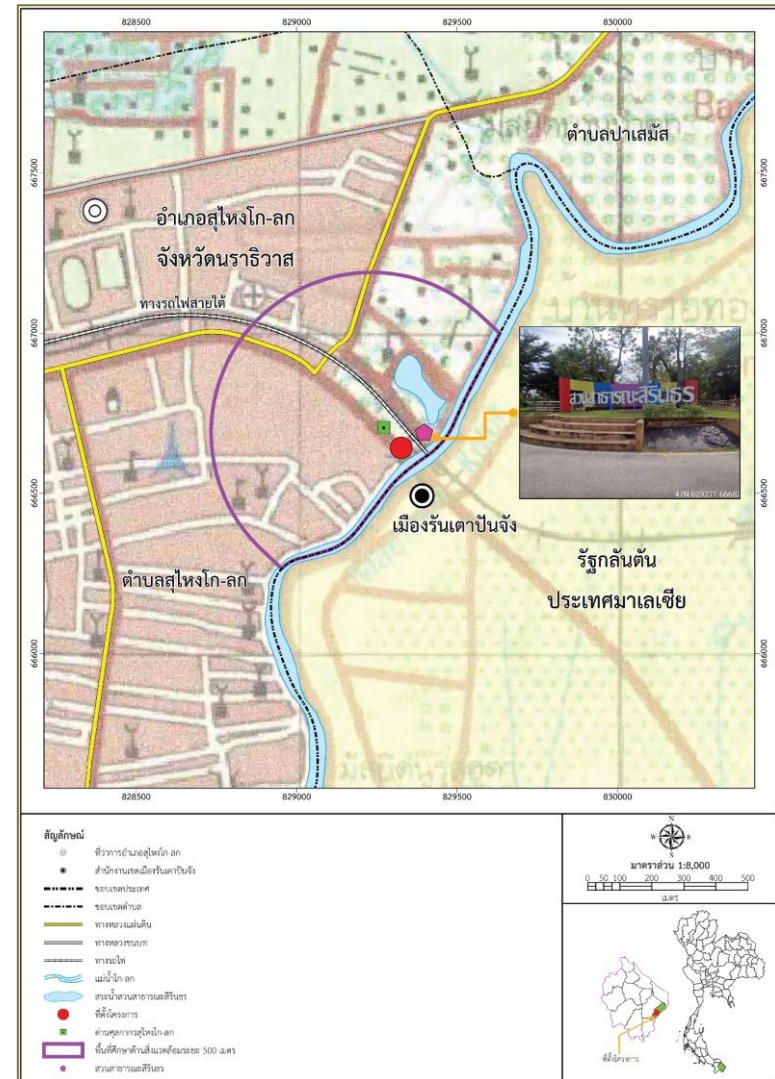 828500 829000 829500 830000
667500 667500
ตำบลปาเสมัส
อำเภอสุไหงโก-ลก
จังหวัดนราธิวาส
ทางรถไฟสายใต้
667000 667000
สวนสาธารณะสิรินธร
666500 666500
เมืองรันเตาปันจัง
ตำบลสุไหงโก-ลก
รัฐกลันตัน
ประเทศมาเลเซีย
666000 666000
828500 829000 829500 830000
สัญลักษณ์
ที่ว่าการอำเภอสุไหงโก-ลก
สำนักงานเขตเมืองรันเตาปันจัง
ขอบเขตประเทศ
ขอบเขตตำบล
ทางหลวงแผ่นดิน
ทางหลวงชนบท
ทางรถไฟ
แม่น้ำโก-ลก
สระน้ำสวนสาธารณะสิรินธร
ที่ตั้งโครงการ
ด่านศุลกากรสุไหงโก-ลก
พื้นที่ศึกษาด้านสิ่งแวดล้อมระยะ 500 เมตร
สวนสาธารณะสิรินธร
N
W E
S
มาตราส่วน 1:8,000
0 50 100 200 300 400 500
เมตร
ที่ตั้งโครงการ